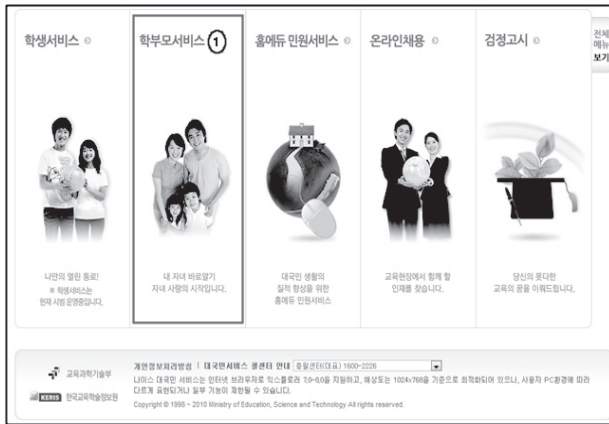 학생서비스
학부모서비스 1
홈에듀 민원서비스
온라인채용
검정고시
전체
메뉴
보기
나만의 열린 통로!
※ 학생서비스는
현재 시범 운영중입니다.
내 자녀 바로알기
자녀 사랑의 시작입니다.
대국민 생활의
질적 향상을 위한
홈에듀 민원서비스
교육현장에서 함께 할
인재를 찾습니다.
당신의 못다한
교육의 꿈을 이뤄드립니다.
교육과학기술부
KERIS 한국교육학술정보원
개인정보처리방침 | 대국민서비스 콜센터 안내 중앙센터(대표) 1600-2226
나이스 대국민 서비스는 인터넷 브라우저로 익스플로러 7.0~8.0을 지원하고, 해상도는 1024x768을 기준으로 최적화되어 있으나, 사용자 PC환경에 따라
다르게 표현되거나 일부 기능이 제한될 수 있습니다.
Copyright © 1998 ~ 2010 Ministry of Education, Science and Technology All rights reserved.